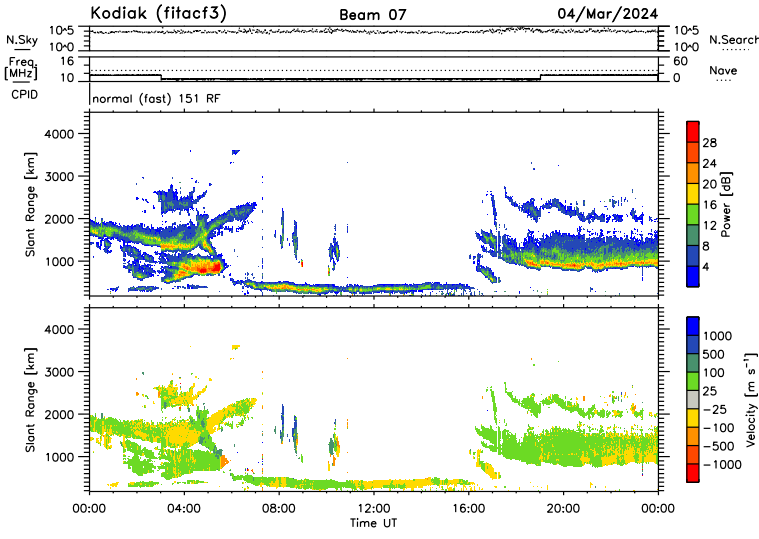 Kodiak (fitacf3) Beam 07 04/Mar/2024
N.Sky 10^5 10^0 10^5 10^0 N.Search
Freq. [MHz] 16 10 60 0 Nave
CPID normal (fast) 151 RF
Slant Range [km] 4000 3000 2000 1000
Power [dB] 28 24 20 16 12 8 4
Slant Range [km] 4000 3000 2000 1000
Velocity [m s⁻¹] 1000 500 100 25 −25 −100 −500 −1000
00:00 04:00 08:00 12:00 16:00 20:00 00:00
Time UT